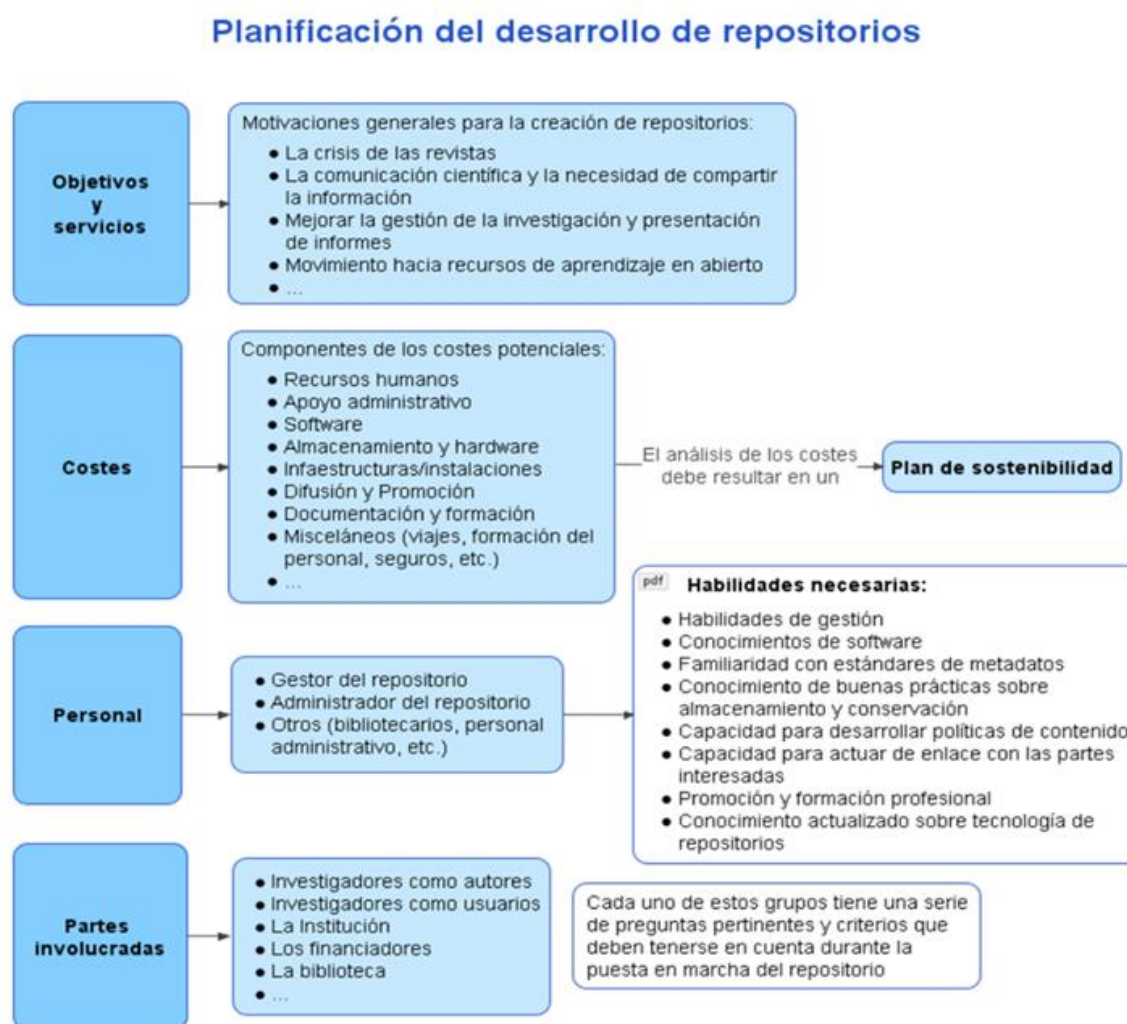 Planificación del desarrollo de repositorios
Objetivos
y
servicios
Motivaciones generales para la creación de repositorios:
● La crisis de las revistas
● La comunicación científica y la necesidad de compartir
la información
● Mejorar la gestión de la investigación y presentación
de informes
● Movimiento hacia recursos de aprendizaje en abierto
● ...
Costes
Componentes de los costes potenciales:
● Recursos humanos
● Apoyo administrativo
● Software
● Almacenamiento y hardware
● Infaestructuras/instalaciones
● Difusión y Promoción
● Documentación y formación
● Misceláneos (viajes, formación del
personal, seguros, etc.)
● ...
El análisis de los costes
debe resultar en un
Plan de sostenibilidad
Personal
● Gestor del repositorio
● Administrador del repositorio
● Otros (bibliotecarios, personal
administrativo, etc.)
pdf Habilidades necesarias:
● Habilidades de gestión
● Conocimientos de software
● Familiaridad con estándares de metadatos
● Conocimiento de buenas prácticas sobre
almacenamiento y conservación
● Capacidad para desarrollar políticas de contenido
● Capacidad para actuar de enlace con las partes
interesadas
● Promoción y formación profesional
● Conocimiento actualizado sobre tecnología de
repositorios
Partes
involucradas
● Investigadores como autores
● Investigadores como usuarios
● La Institución
● Los financiadores
● La biblioteca
● ...
Cada uno de estos grupos tiene una serie
de preguntas pertinentes y criterios que
deben tenerse en cuenta durante la
puesta en marcha del repositorio